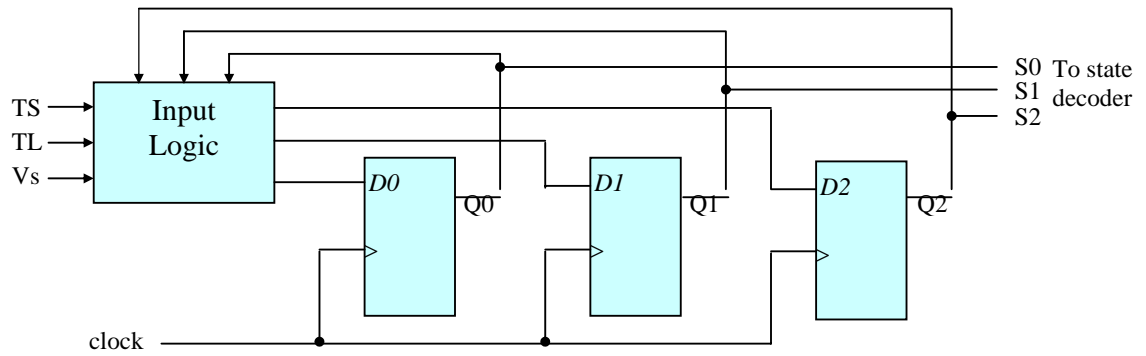 S0
To state
decoder
S1
S2
TS
TL
Vs
Input
Logic
D0
Q0
D1
Q1
D2
Q2
clock